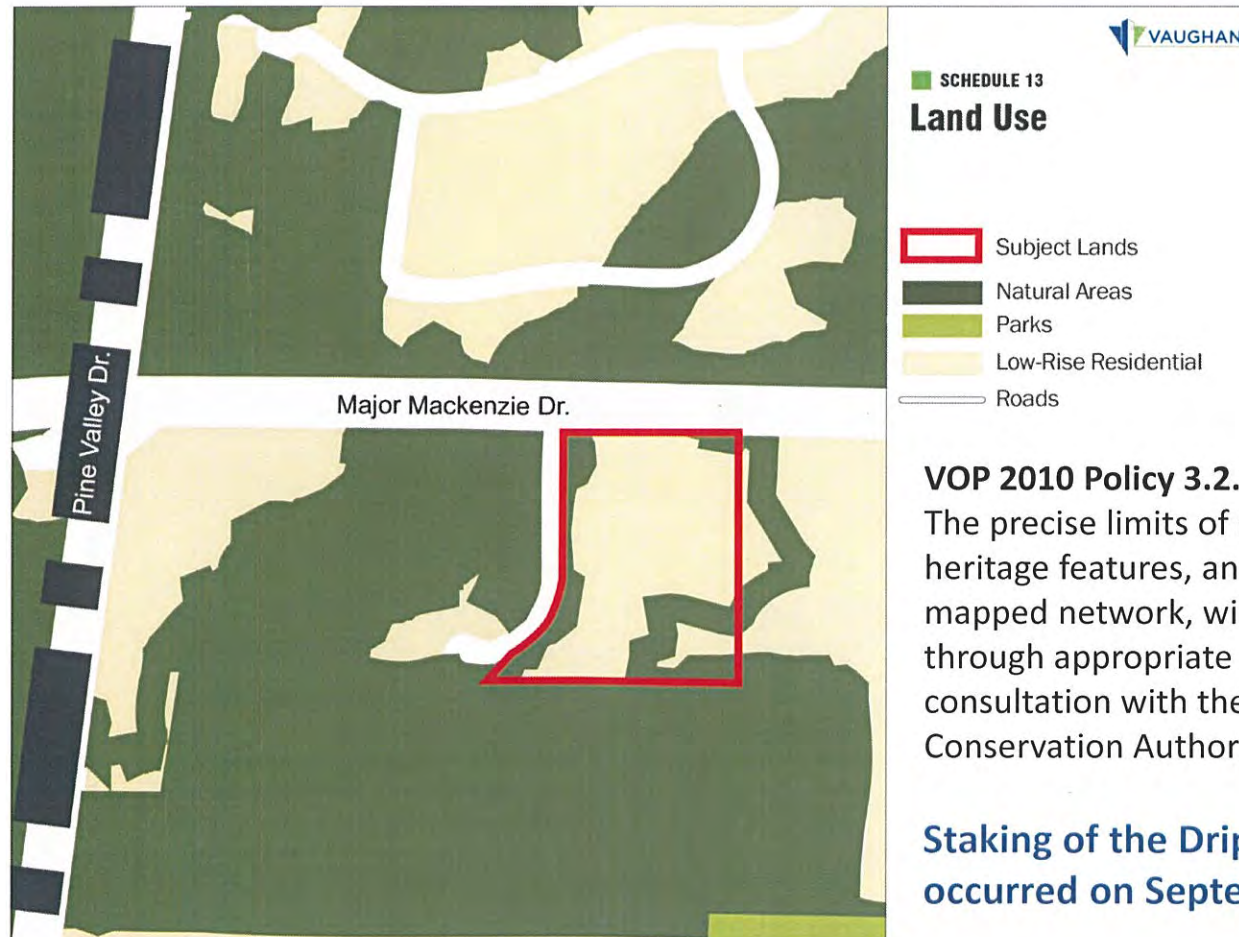 VAUGHAN
SCHEDULE 13
Land Use
Subject Lands
Natural Areas
Parks
Low-Rise Residential
Roads
Pine Valley Dr.
Major Mackenzie Dr.
VOP 2010 Policy 3.2.
The precise limits of
heritage features, an
mapped network, wi
through appropriate
consultation with the
Conservation Author
Staking of the Drip
occurred on Septe